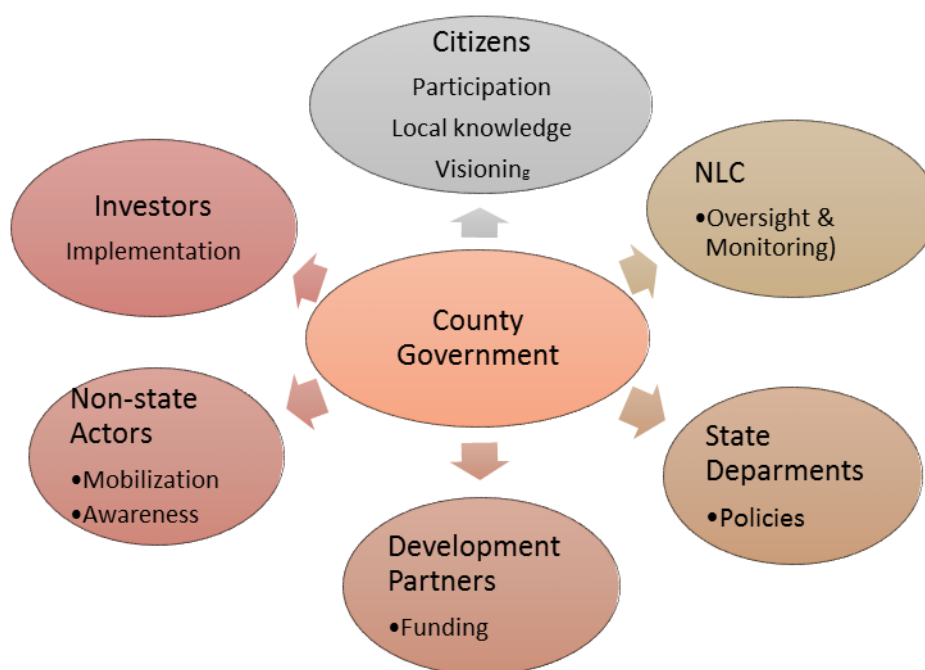 Citizens
Participation
Local knowledge
Visioning
NLC
•Oversight &
Monitoring)
Investors
Implementation
County
Government
Non-state
Actors
•Mobilization
•Awareness
State
Deparments
•Policies
Development
Partners
•Funding